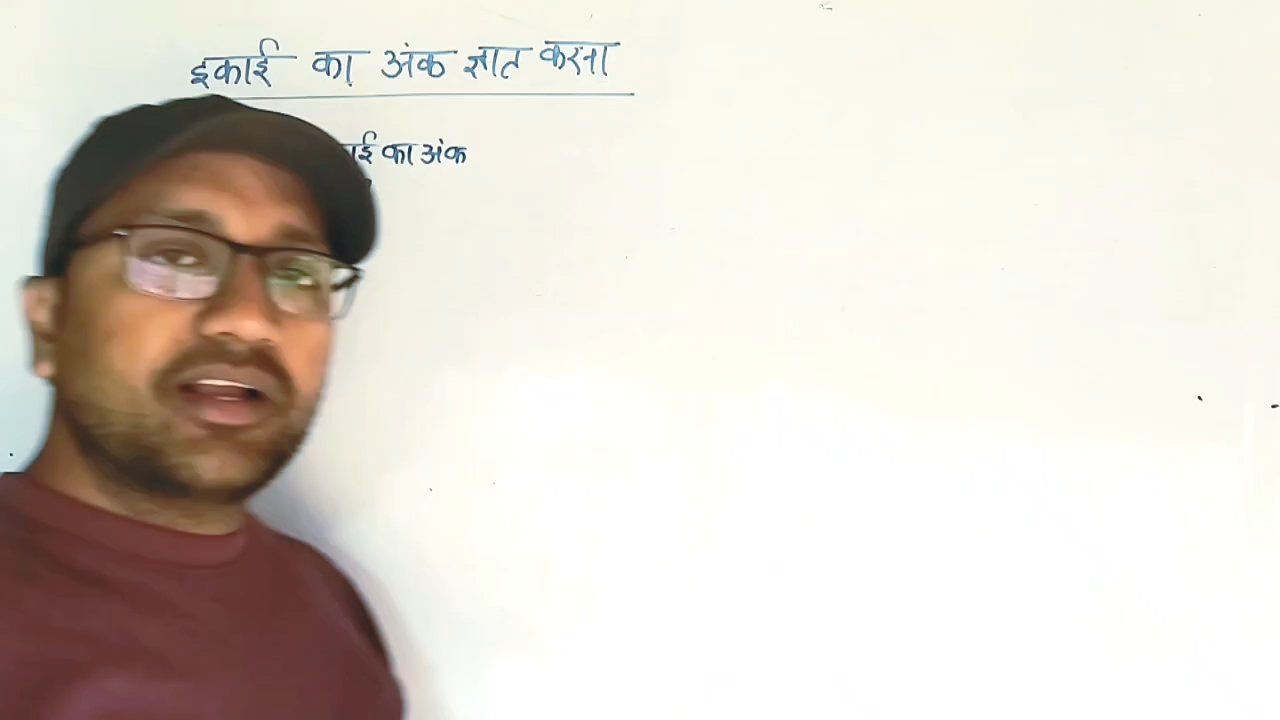 इकाई का अंक ज्ञात करना
का अंक